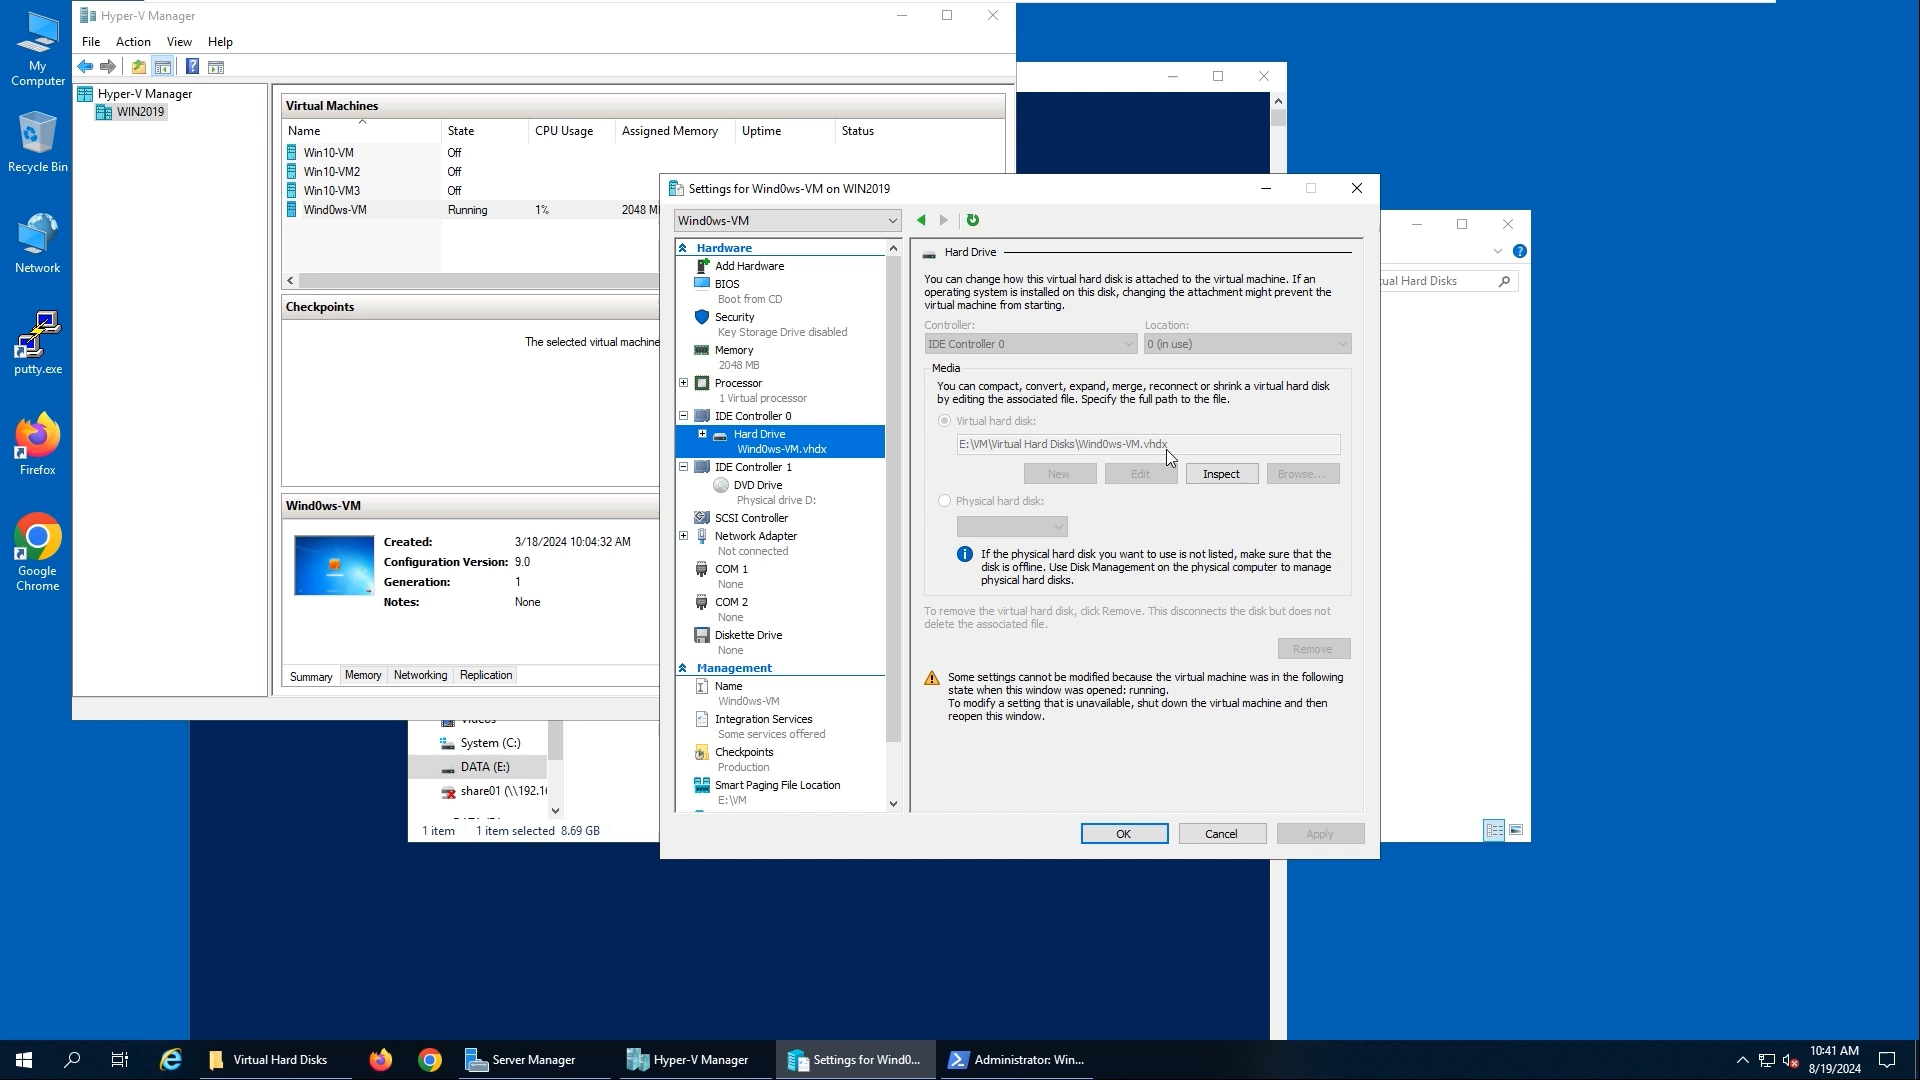 My
Computer
Recycle Bin
Network
putty.exe
Firefox
Google
Chrome
Hyper-V Manager
File Action View Help
Hyper-V Manager
WIN2019
Virtual Machines
Name State CPU Usage Assigned Memory Uptime Status
Win10-VM Off
Win10-VM2 Off
Win10-VM3 Off
Wind0ws-VM Running 1% 2048 M
Checkpoints
The selected virtual machine
Wind0ws-VM
Created: 3/18/2024 10:04:32 AM
Configuration Version: 9.0
Generation: 1
Notes: None
Summary Memory Networking Replication
Settings for Wind0ws-VM on WIN2019
Wind0ws-VM
Hardware
Add Hardware
BIOS
Boot from CD
Security
Key Storage Drive disabled
Memory
2048 MB
Processor
1 Virtual processor
IDE Controller 0
Hard Drive
Wind0ws-VM.vhdx
IDE Controller 1
DVD Drive
Physical drive D:
SCSI Controller
Network Adapter
Not connected
COM 1
None
COM 2
None
Diskette Drive
None
Management
Name
Wind0ws-VM
Integration Services
Some services offered
Checkpoints
Production
Smart Paging File Location
E:\VM
Hard Drive
You can change how this virtual hard disk is attached to the virtual machine. If an
operating system is installed on this disk, changing the attachment might prevent the
virtual machine from starting.
Controller: Location:
IDE Controller 0 0 (in use)
Media
You can compact, convert, expand, merge, reconnect or shrink a virtual hard disk
by editing the associated file. Specify the full path to the file.
Virtual hard disk:
E:\VM\Virtual Hard Disks\Wind0ws-VM.vhdx
New Edit Inspect Browse...
Physical hard disk:
If the physical hard disk you want to use is not listed, make sure that the
disk is offline. Use Disk Management on the physical computer to manage
physical hard disks.
To remove the virtual hard disk, click Remove. This disconnects the disk but does not
delete the associated file.
Remove
Some settings cannot be modified because the virtual machine was in the following
state when this window was opened: running.
To modify a setting that is unavailable, shut down the virtual machine and then
reopen this window.
OK Cancel Apply
tual Hard Disks
Videos
System (C:)
DATA (E:)
share01 (\\192.16
1 item 1 item selected 8.69 GB
Virtual Hard Disks Server Manager Hyper-V Manager Settings for Wind0... Administrator: Win...
10:41 AM
8/19/2024